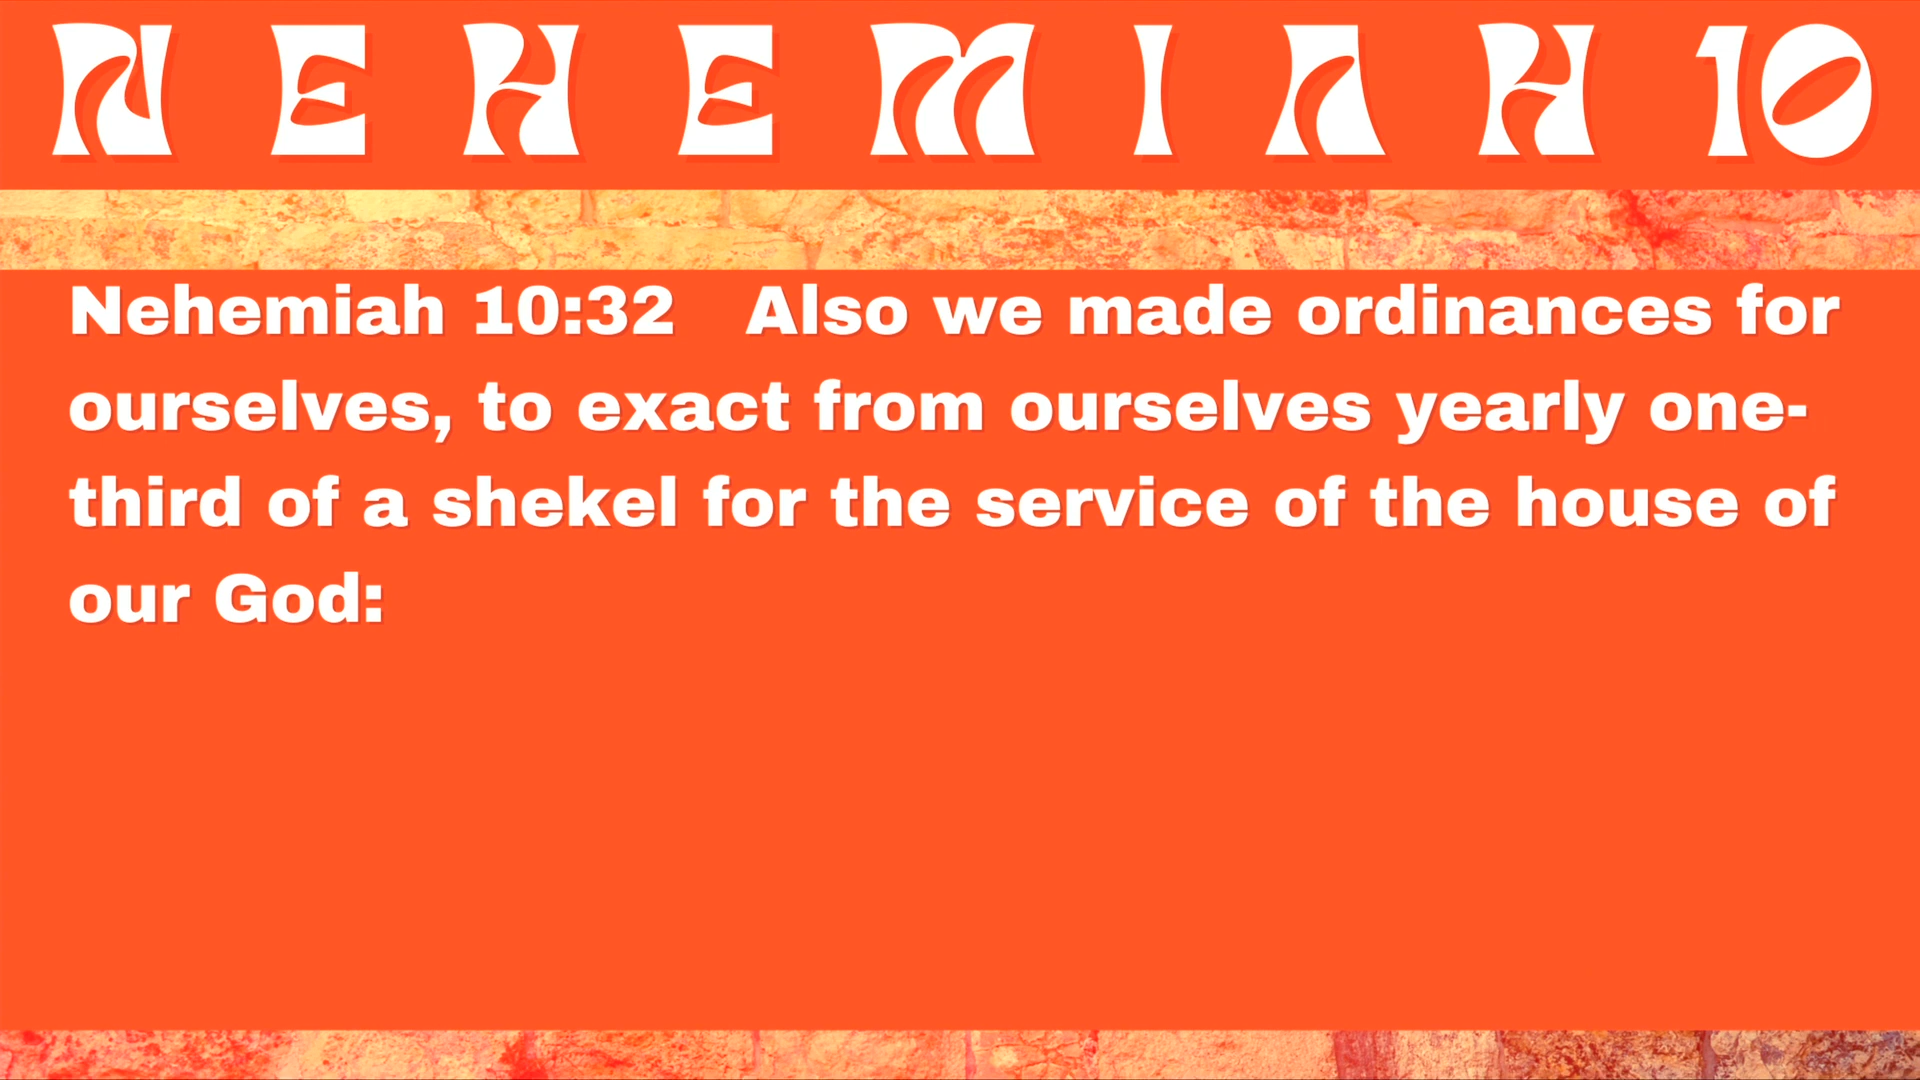 NEHEMIAH 10
Nehemiah 10:32 Also we made ordinances for
ourselves, to exact from ourselves yearly one-
third of a shekel for the service of the house of
our God: